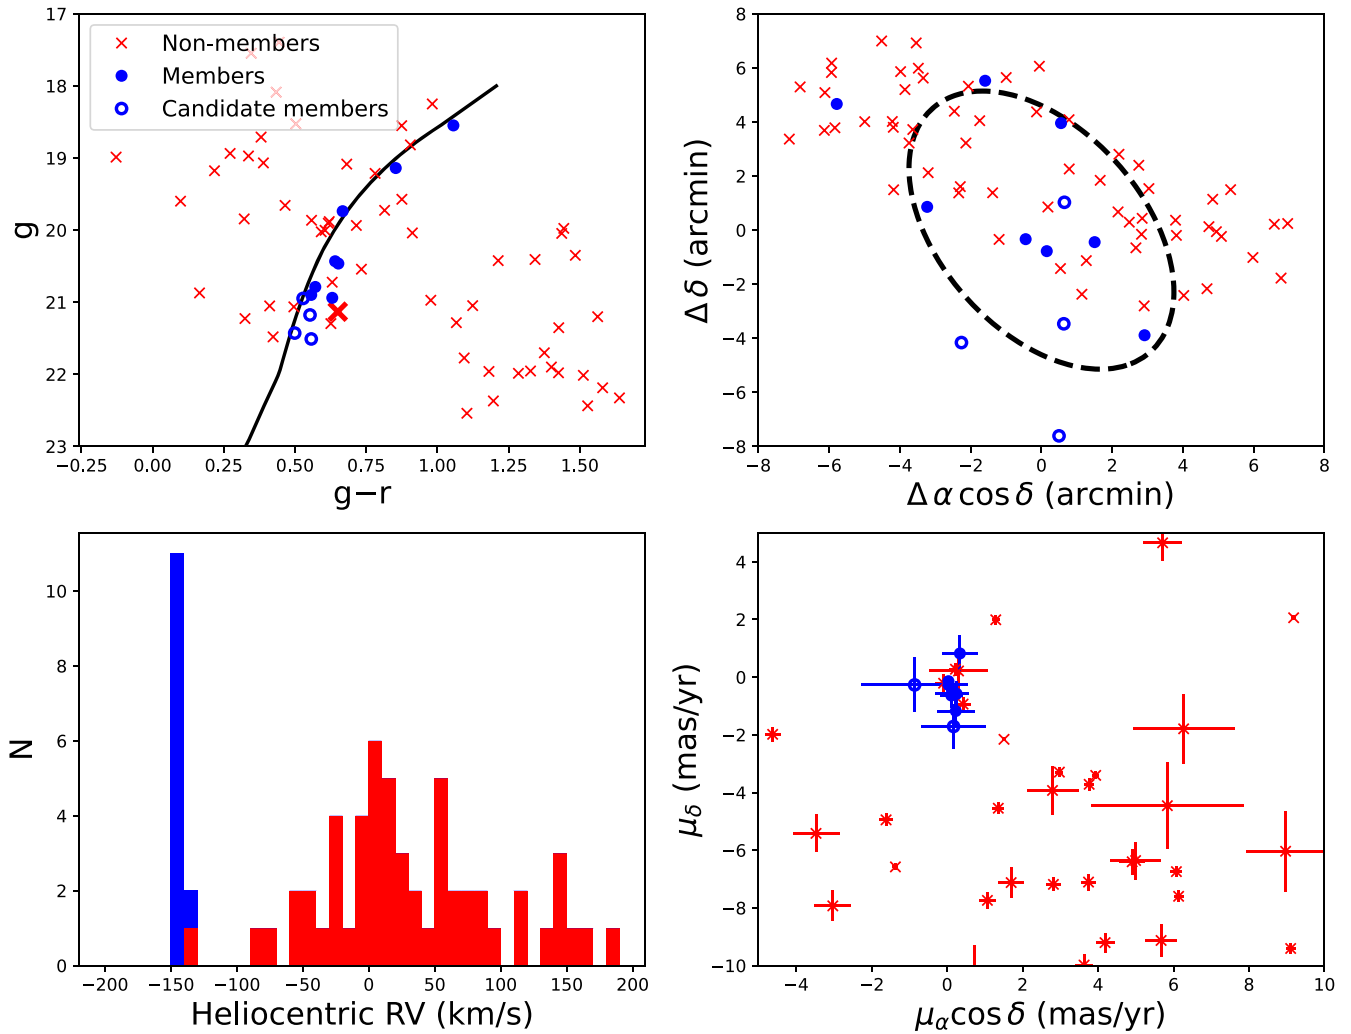 17
18
19
20
21
22
23
g
Non-members
Members
Candidate members
−0.25 0.00 0.25 0.50 0.75 1.00 1.25 1.50
g−r
8
6
4
2
0
−2
−4
−6
−8
Δ δ (arcmin)
−8 −6 −4 −2 0 2 4 6 8
Δ α cos δ (arcmin)
10
8
6
4
2
0
N
−200 −150 −100 −50 0 50 100 150 200
Heliocentric RV (km/s)
4
2
0
−2
−4
−6
−8
−10
μδ (mas/yr)
−4 −2 0 2 4 6 8 10
μα cos δ (mas/yr)